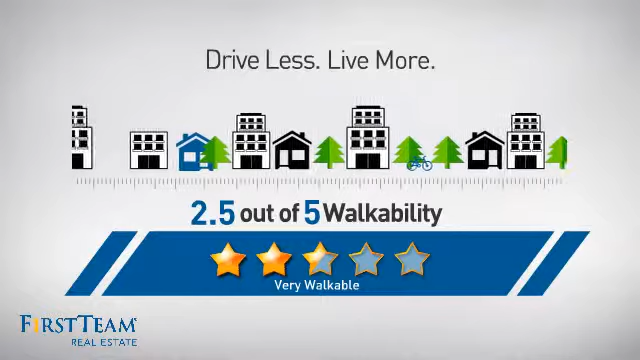 Drive Less. Live More.
2.5 out of 5 Walkability
Very Walkable
FIRSTTEAM®
REAL ESTATE